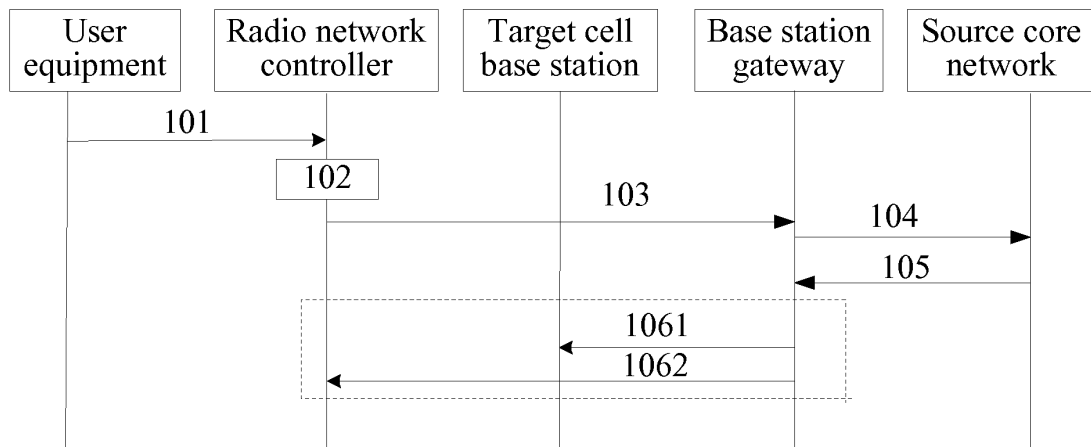 User
equipment
Radio network
controller
Target cell
base station
Base station
gateway
Source core
network
101
102
103
104
105
1061
1062